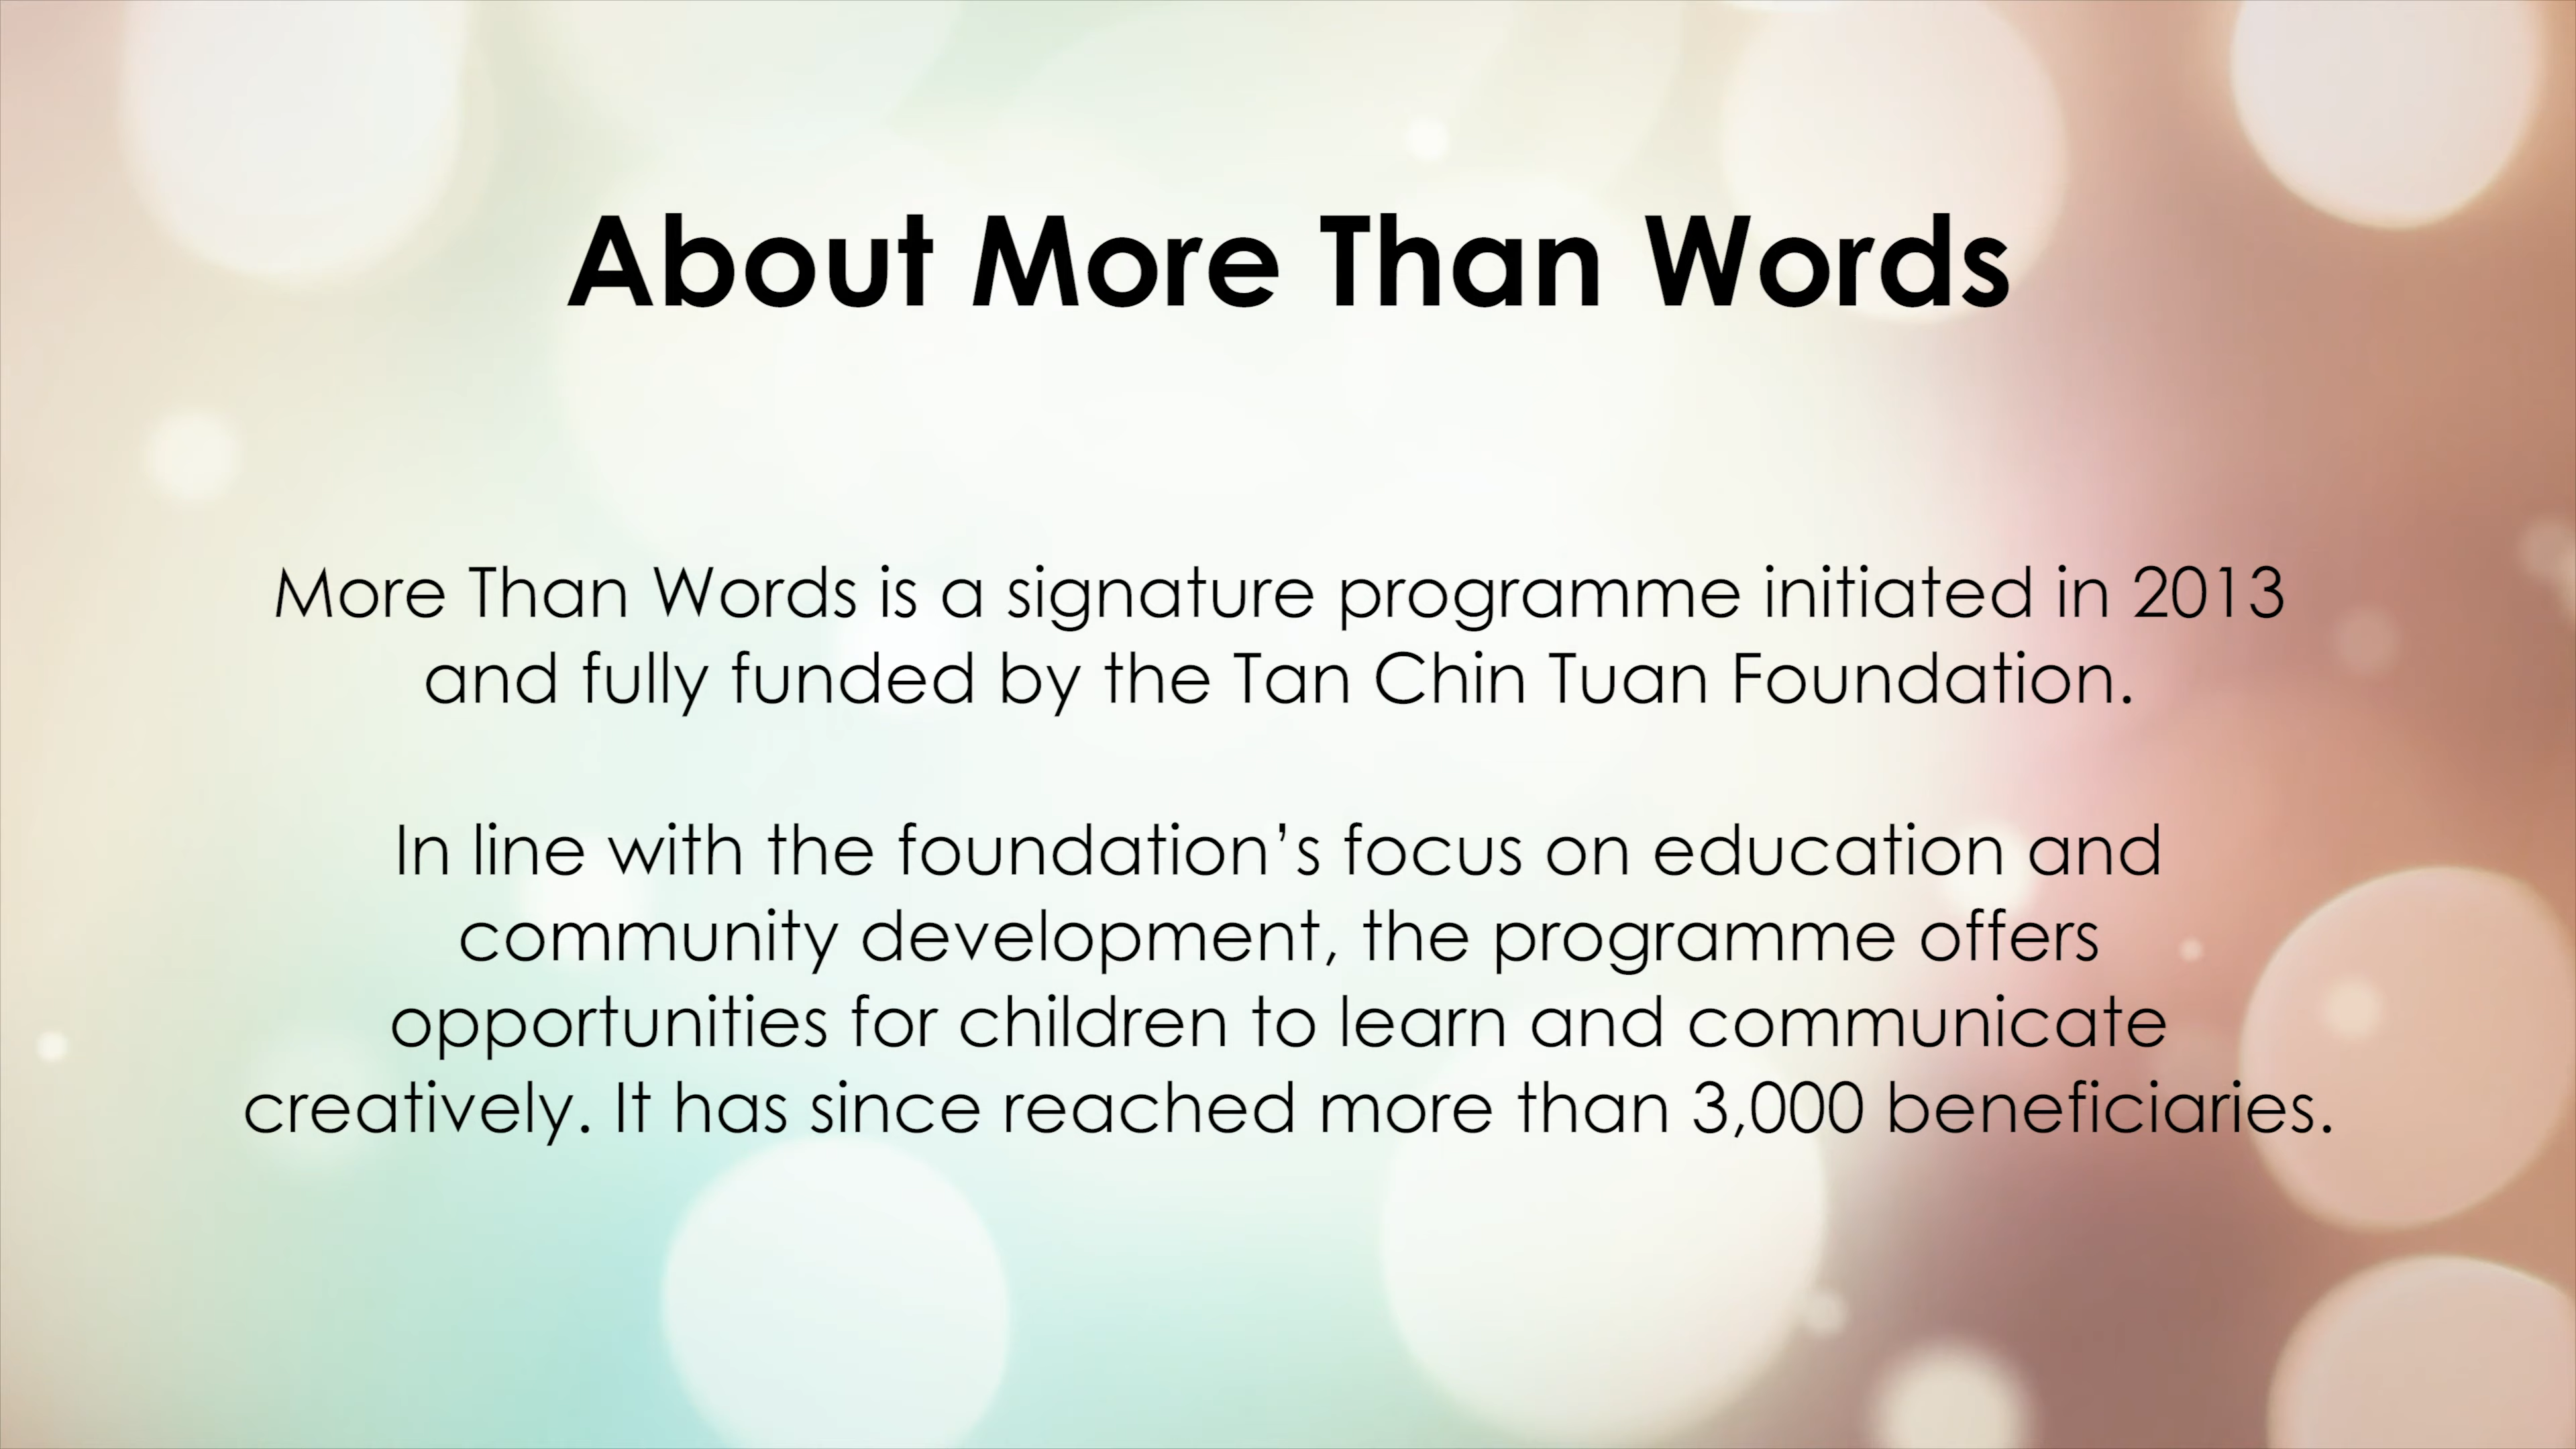 About More Than Words
More Than Words is a signature programme initiated in 2013
and fully funded by the Tan Chin Tuan Foundation.
In line with the foundation’s focus on education and
community development, the programme offers
opportunities for children to learn and communicate
creatively. It has since reached more than 3,000 beneficiaries.